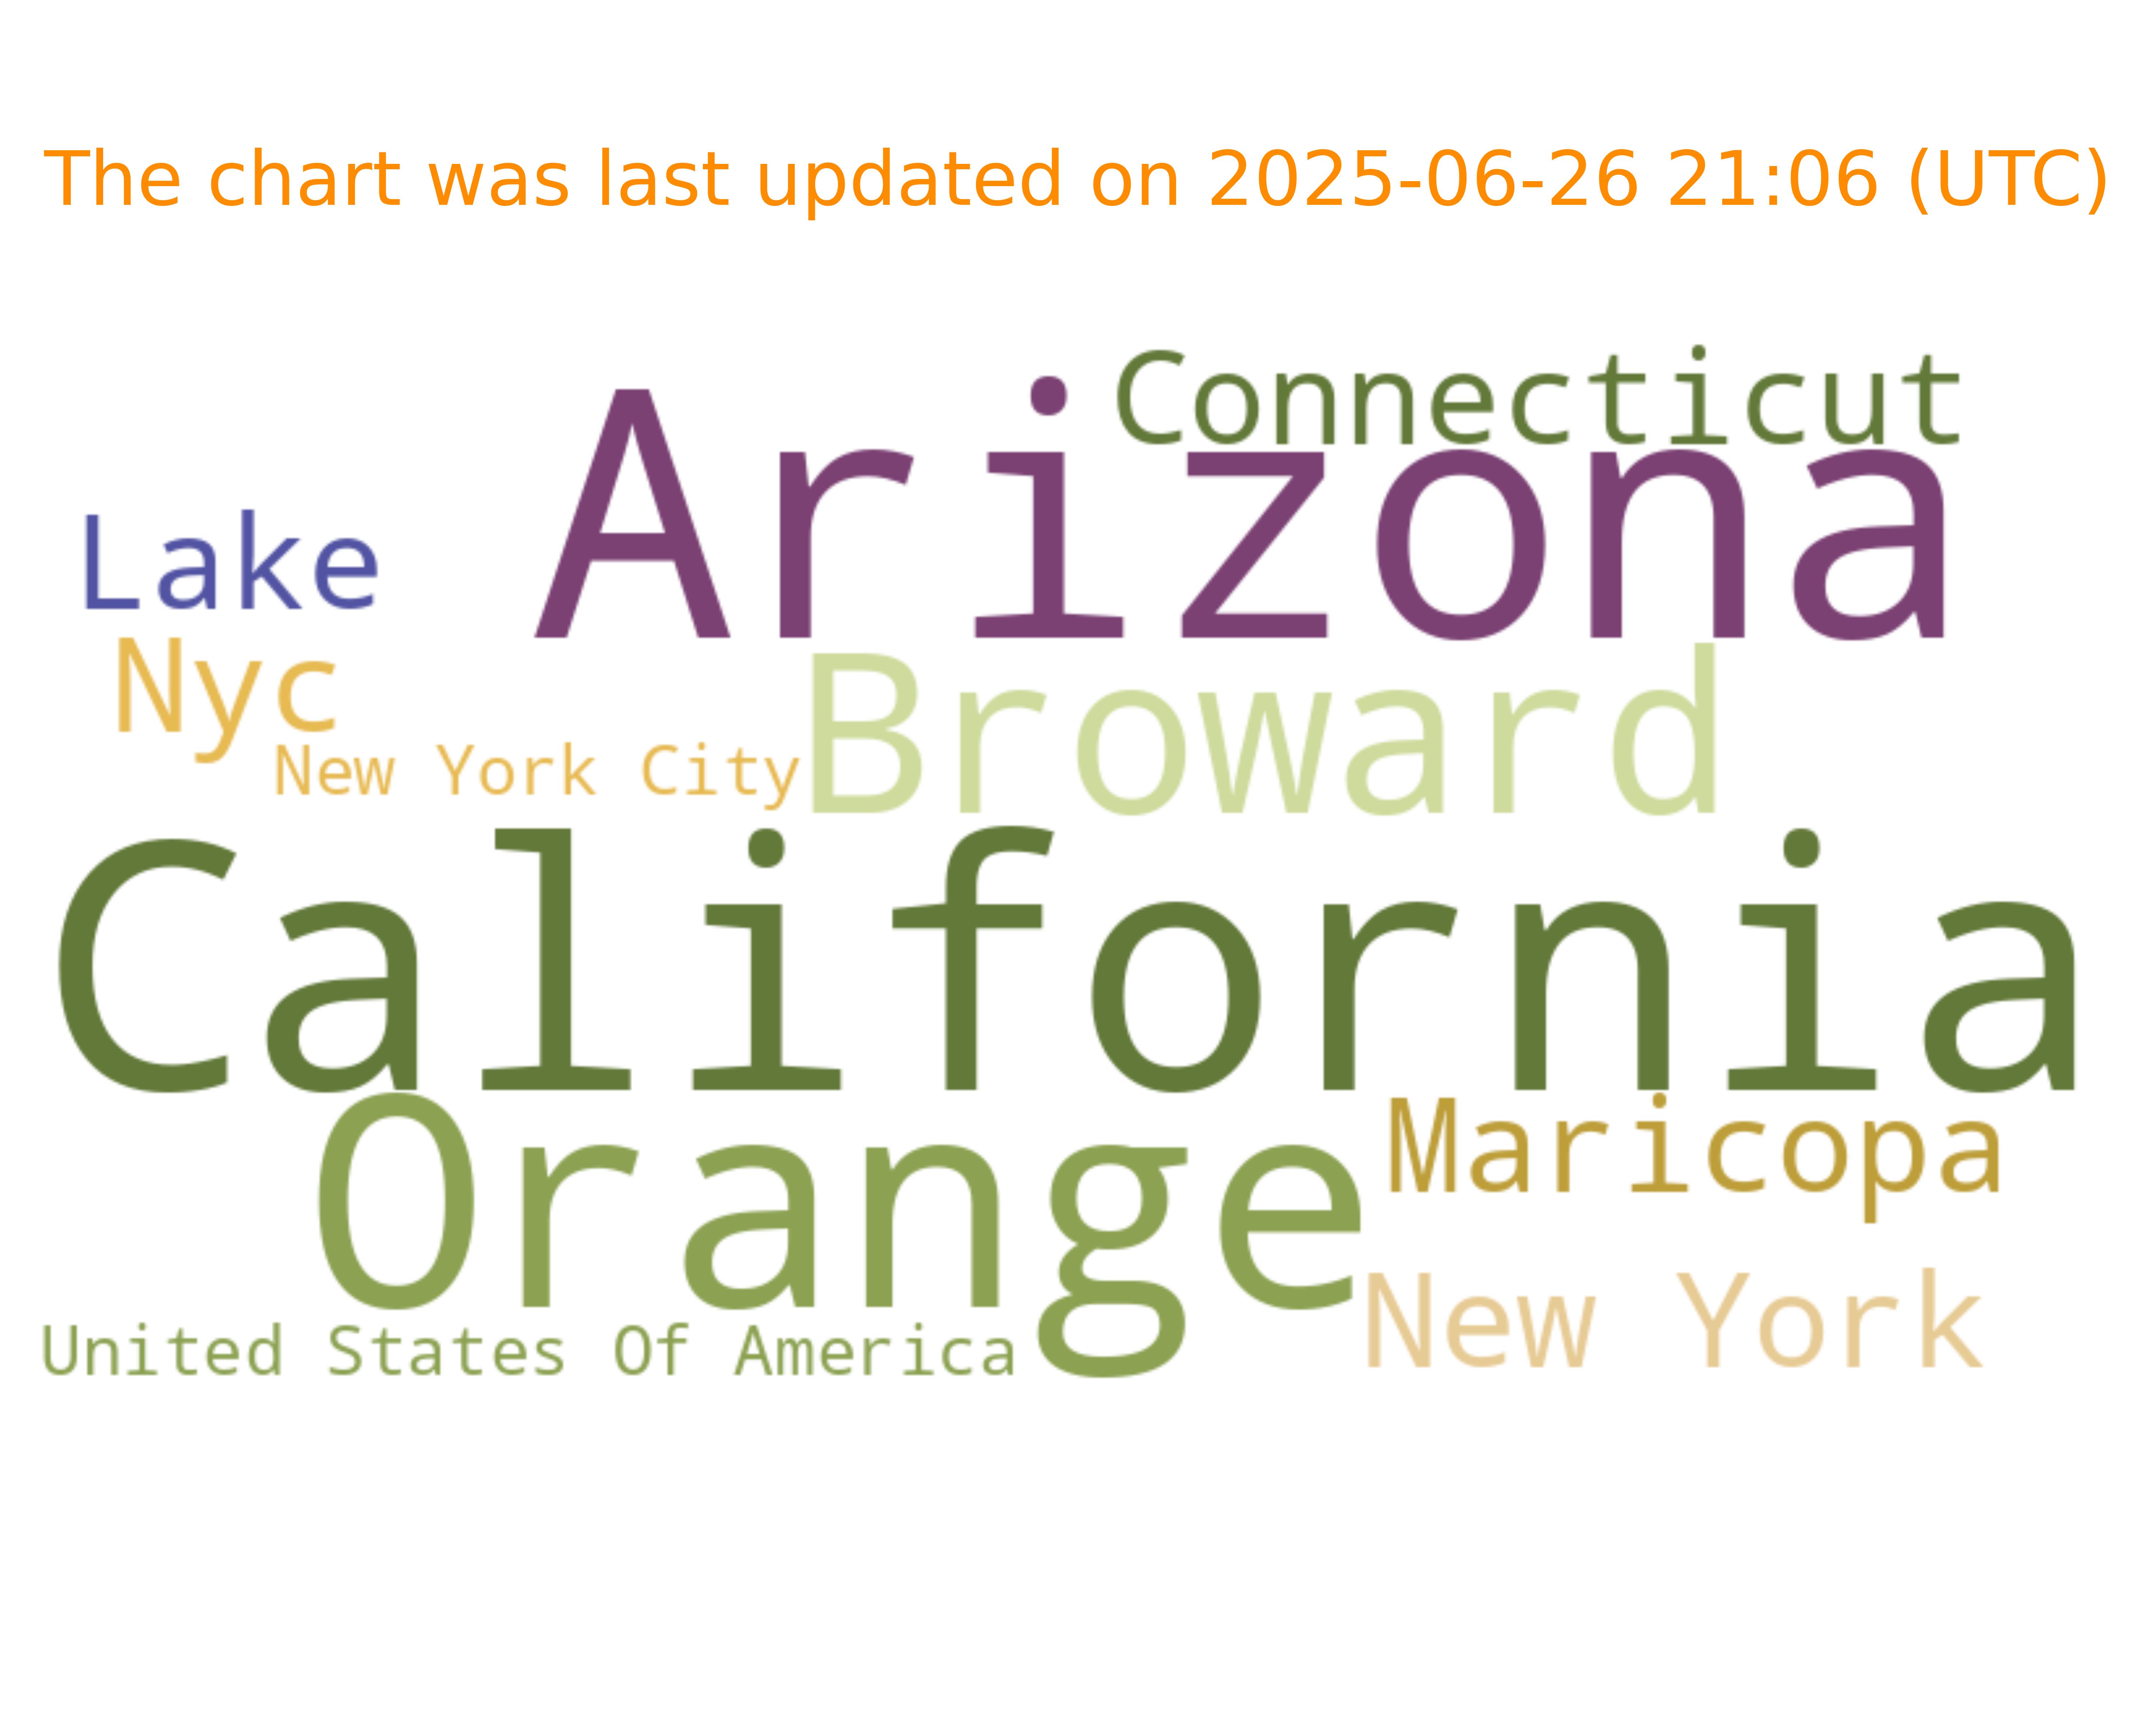 The chart was last updated on 2025-06-26 21:06 (UTC)
Connecticut
Arizona
Lake
Nyc
Broward
New York City
California
Orange
Maricopa
New York
United States Of America